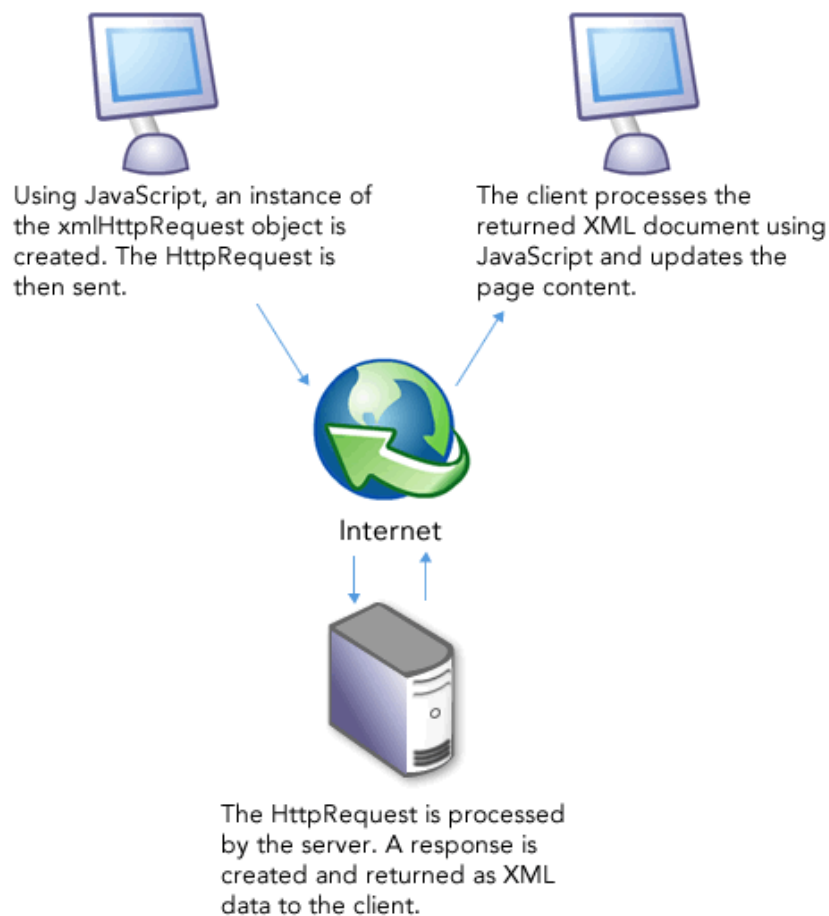 Using JavaScript, an instance of
the xmlHttpRequest object is
created. The HttpRequest is
then sent.
The client processes the
returned XML document using
JavaScript and updates the
page content.
Internet
The HttpRequest is processed
by the server. A response is
created and returned as XML
data to the client.